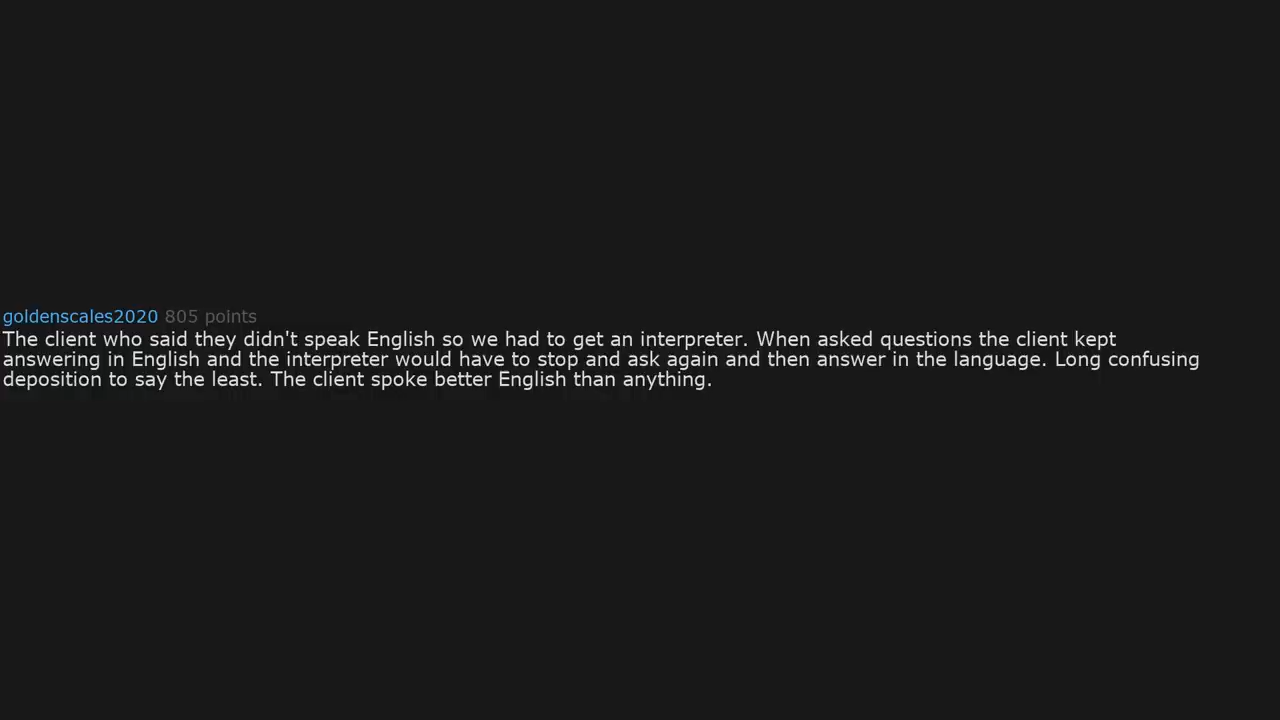 goldenscales2020 805 points
The client who said they didn't speak English so we had to get an interpreter. When asked questions the client kept
answering in English and the interpreter would have to stop and ask again and then answer in the language. Long confusing
deposition to say the least. The client spoke better English than anything.